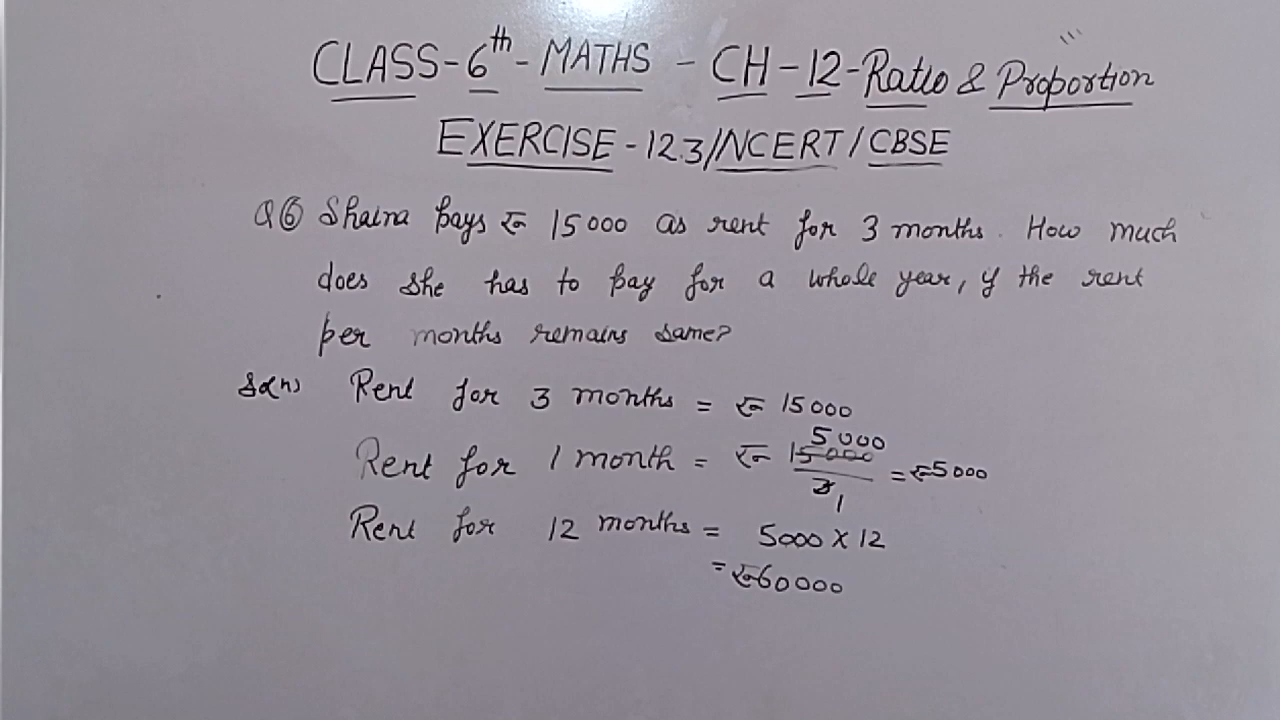 CLASS-6th-MATHS - CH-12-Ratio & Proportion
EXERCISE-12.3/NCERT/CBSE
Q6 Shaina pays रू 15000 as rent for 3 months. How much
does she has to pay for a whole year, if the rent
per months remains same?
Sol(n) Rent for 3 months = रू 15000
5000
Rent for 1 month = रू 15000/3 = रू 5000
1
Rent for 12 months = 5000 X 12
= रू 60000